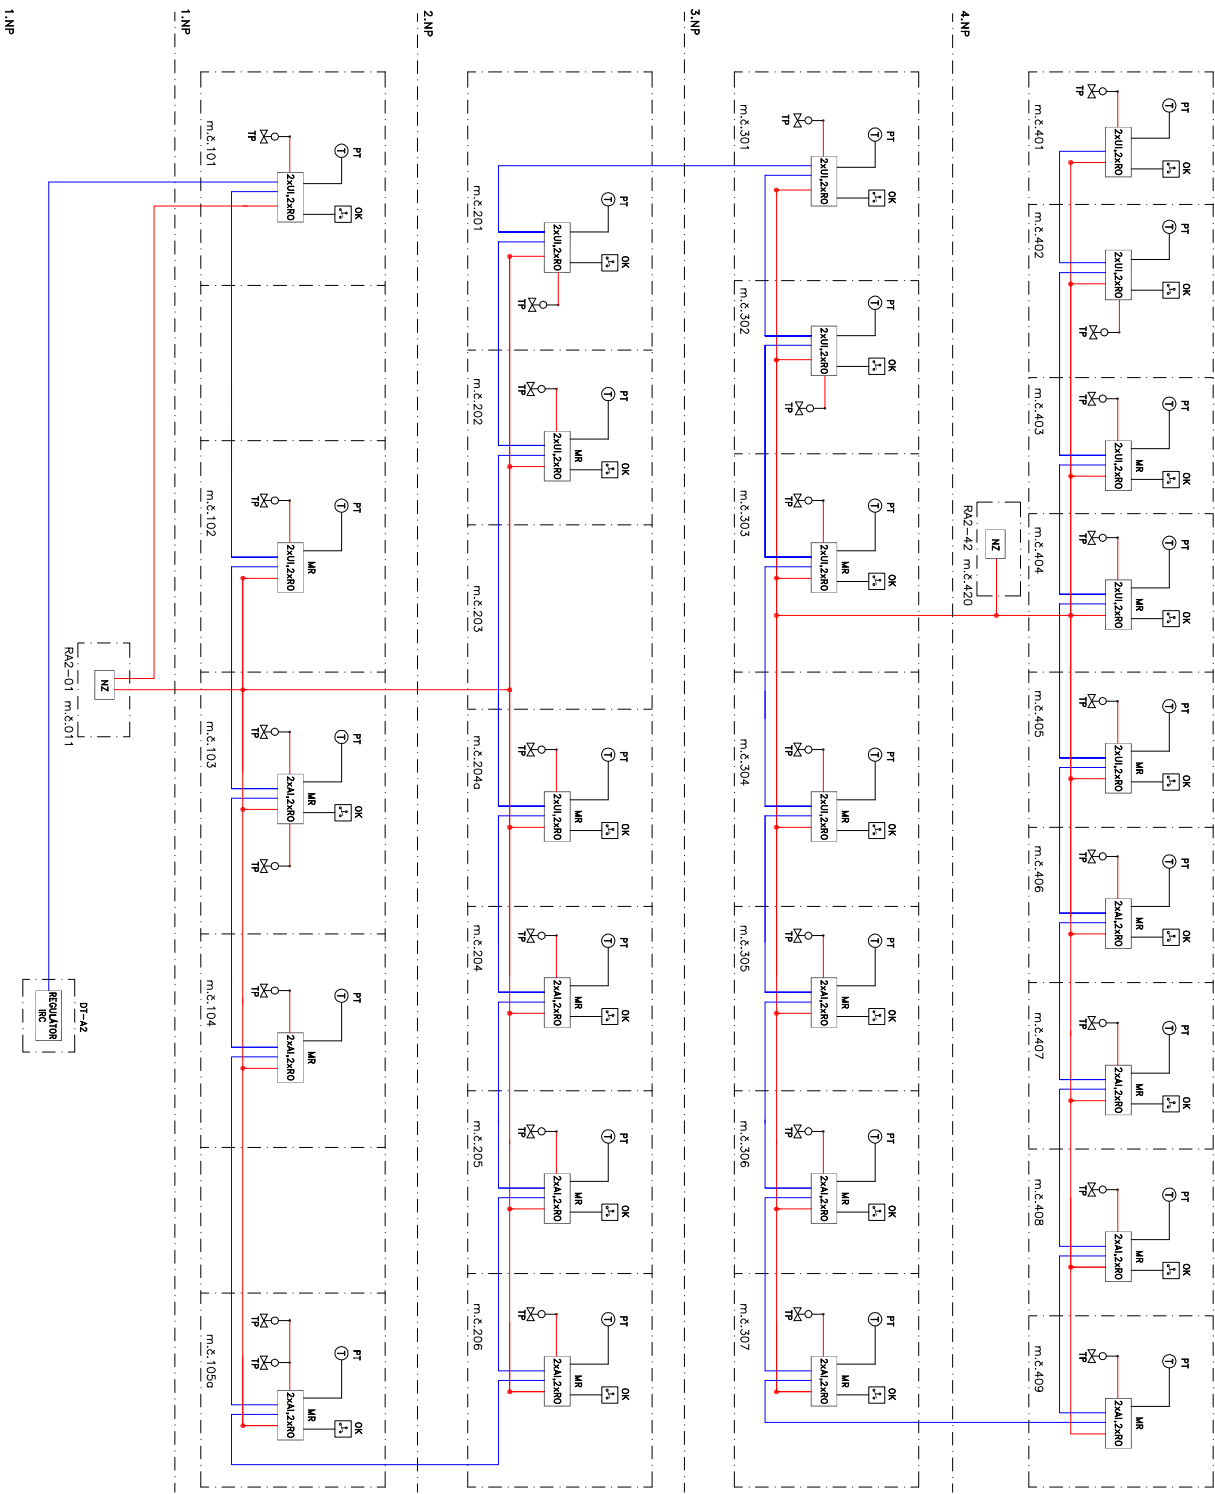 PT
OK
2xUI,2xRO
TP
m.č.401
PT
OK
2xUI,2xRO
TP
m.č.402
PT
OK
MR
2xUI,2xRO
TP
m.č.403
PT
OK
MR
2xUI,2xRO
TP
m.č.404
PT
OK
MR
2xUI,2xRO
TP
m.č.405
PT
OK
MR
2xAI,2xRO
TP
m.č.406
PT
OK
MR
2xAI,2xRO
TP
m.č.407
PT
OK
MR
2xAI,2xRO
TP
m.č.408
PT
MR
2xAI,2xRO
TP
m.č.409
NZ
RA2-42 m.č.420
4.NP
PT
OK
2xUI,2xRO
TP
m.č.301
PT
OK
2xUI,2xRO
TP
m.č.302
PT
OK
MR
2xUI,2xRO
TP
m.č.303
PT
OK
MR
2xUI,2xRO
TP
m.č.304
PT
OK
MR
2xAI,2xRO
TP
m.č.305
PT
OK
MR
2xAI,2xRO
TP
m.č.306
PT
OK
MR
2xAI,2xRO
TP
m.č.307
3.NP
PT
OK
2xUI,2xRO
TP
m.č.201
PT
OK
MR
2xUI,2xRO
TP
m.č.202
m.č.203
PT
OK
MR
2xUI,2xRO
TP
m.č.204a
PT
OK
MR
2xAI,2xRO
TP
m.č.204
PT
OK
MR
2xAI,2xRO
TP
m.č.205
PT
OK
MR
2xAI,2xRO
TP
m.č.206
2.NP
PT
OK
2xUI,2xRO
TP
m.č.101
PT
MR
2xUI,2xRO
TP
m.č.102
PT
OK
MR
2xAI,2xRO
TP
TP
m.č.103
PT
MR
2xAI,2xRO
TP
m.č.104
PT
OK
MR
2xAI,2xRO
TP
TP
m.č.105a
1.NP
NZ
RA2-01 m.č.011
DT-A2
REGULÁTOR
IRC
1.NP